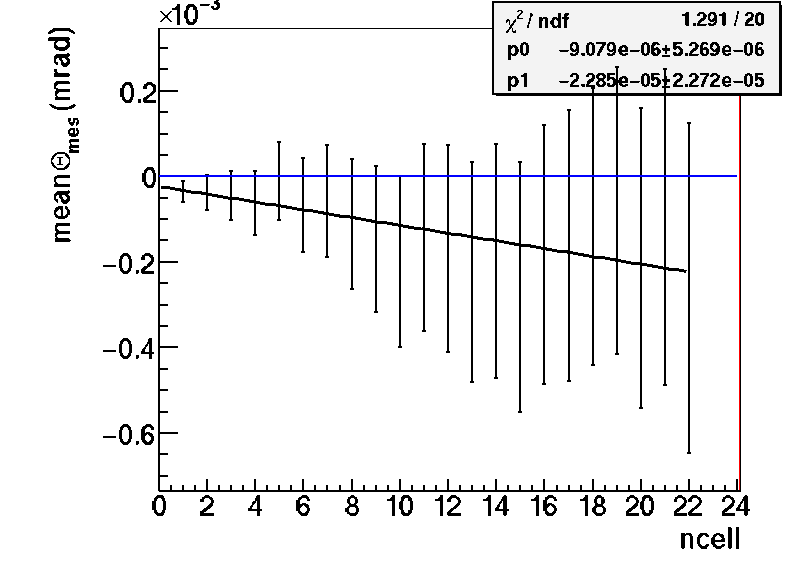 ×10⁻³
χ² / ndf 1.291 / 20
p0 −9.079e−06±5.269e−06
p1 −2.285e−05±2.272e−05
mean Θmes (mrad)
0.2
0
−0.2
−0.4
−0.6
0 2 4 6 8 10 12 14 16 18 20 22 24
ncell